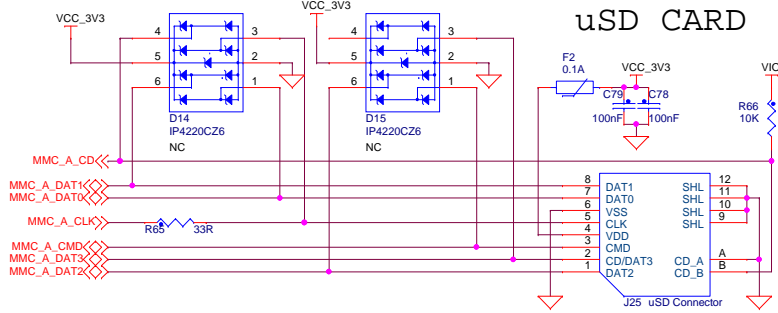 uSD CARD
VCC_3V3
4
3
5
2
6
1
D14
IP4220CZ6
NC
VCC_3V3
4
3
5
2
6
1
D15
IP4220CZ6
NC
F2
0.1A
VCC_3V3
C79
C78
100nF
100nF
R66
10K
MMC_A_CD
MMC_A_DAT1
MMC_A_DAT0
MMC_A_CLK
R65
33R
MMC_A_CMD
MMC_A_DAT3
MMC_A_DAT2
8 DAT1 SHL 12
7 DAT0 SHL 11
6 VSS SHL 10
5 CLK SHL 9
4 VDD
3 CMD
2 CD/DAT3 CD_A A
1 DAT2 CD_B B
J25 uSD Connector